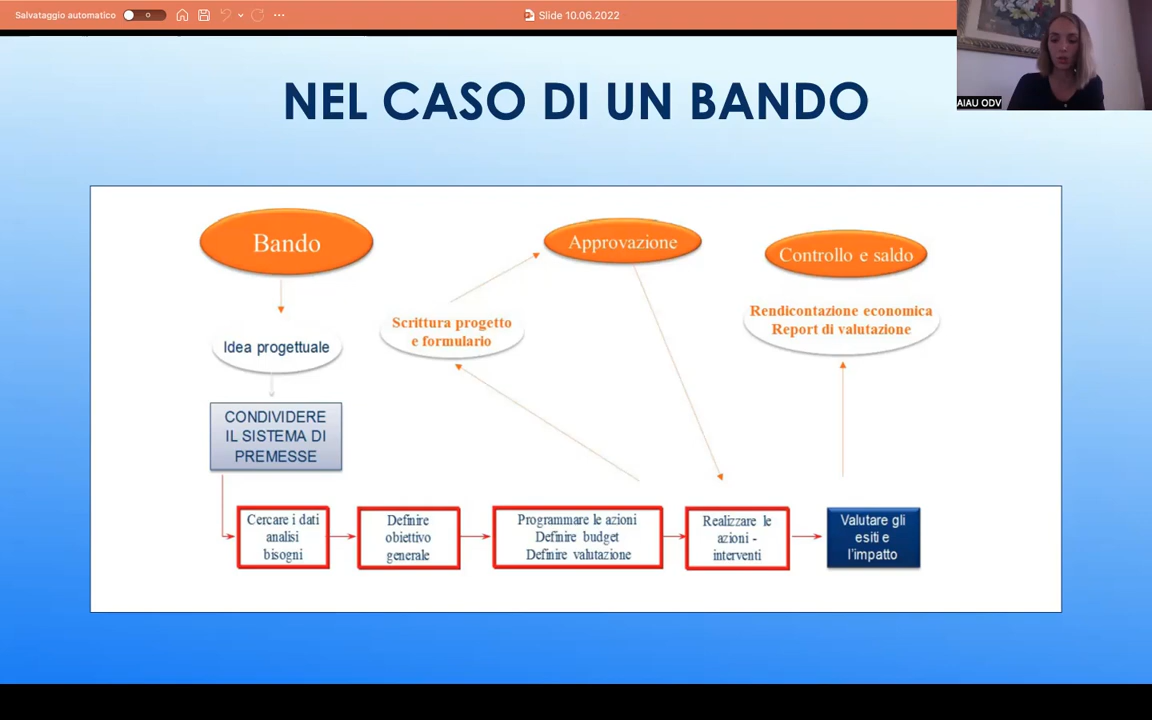 Salvataggio automatico
Slide 10.06.2022
AIAU ODV
NEL CASO DI UN BANDO
Bando
Approvazione
Controllo e saldo
Rendicontazione economica
Report di valutazione
Scrittura progetto
e formulario
Idea progettuale
CONDIVIDERE
IL SISTEMA DI
PREMESSE
Cercare i dati
analisi
bisogni
Definire
obiettivo
generale
Programmare le azioni
Definire budget
Definire valutazione
Realizzare le
azioni -
interventi
Valutare gli
esiti e
l'impatto